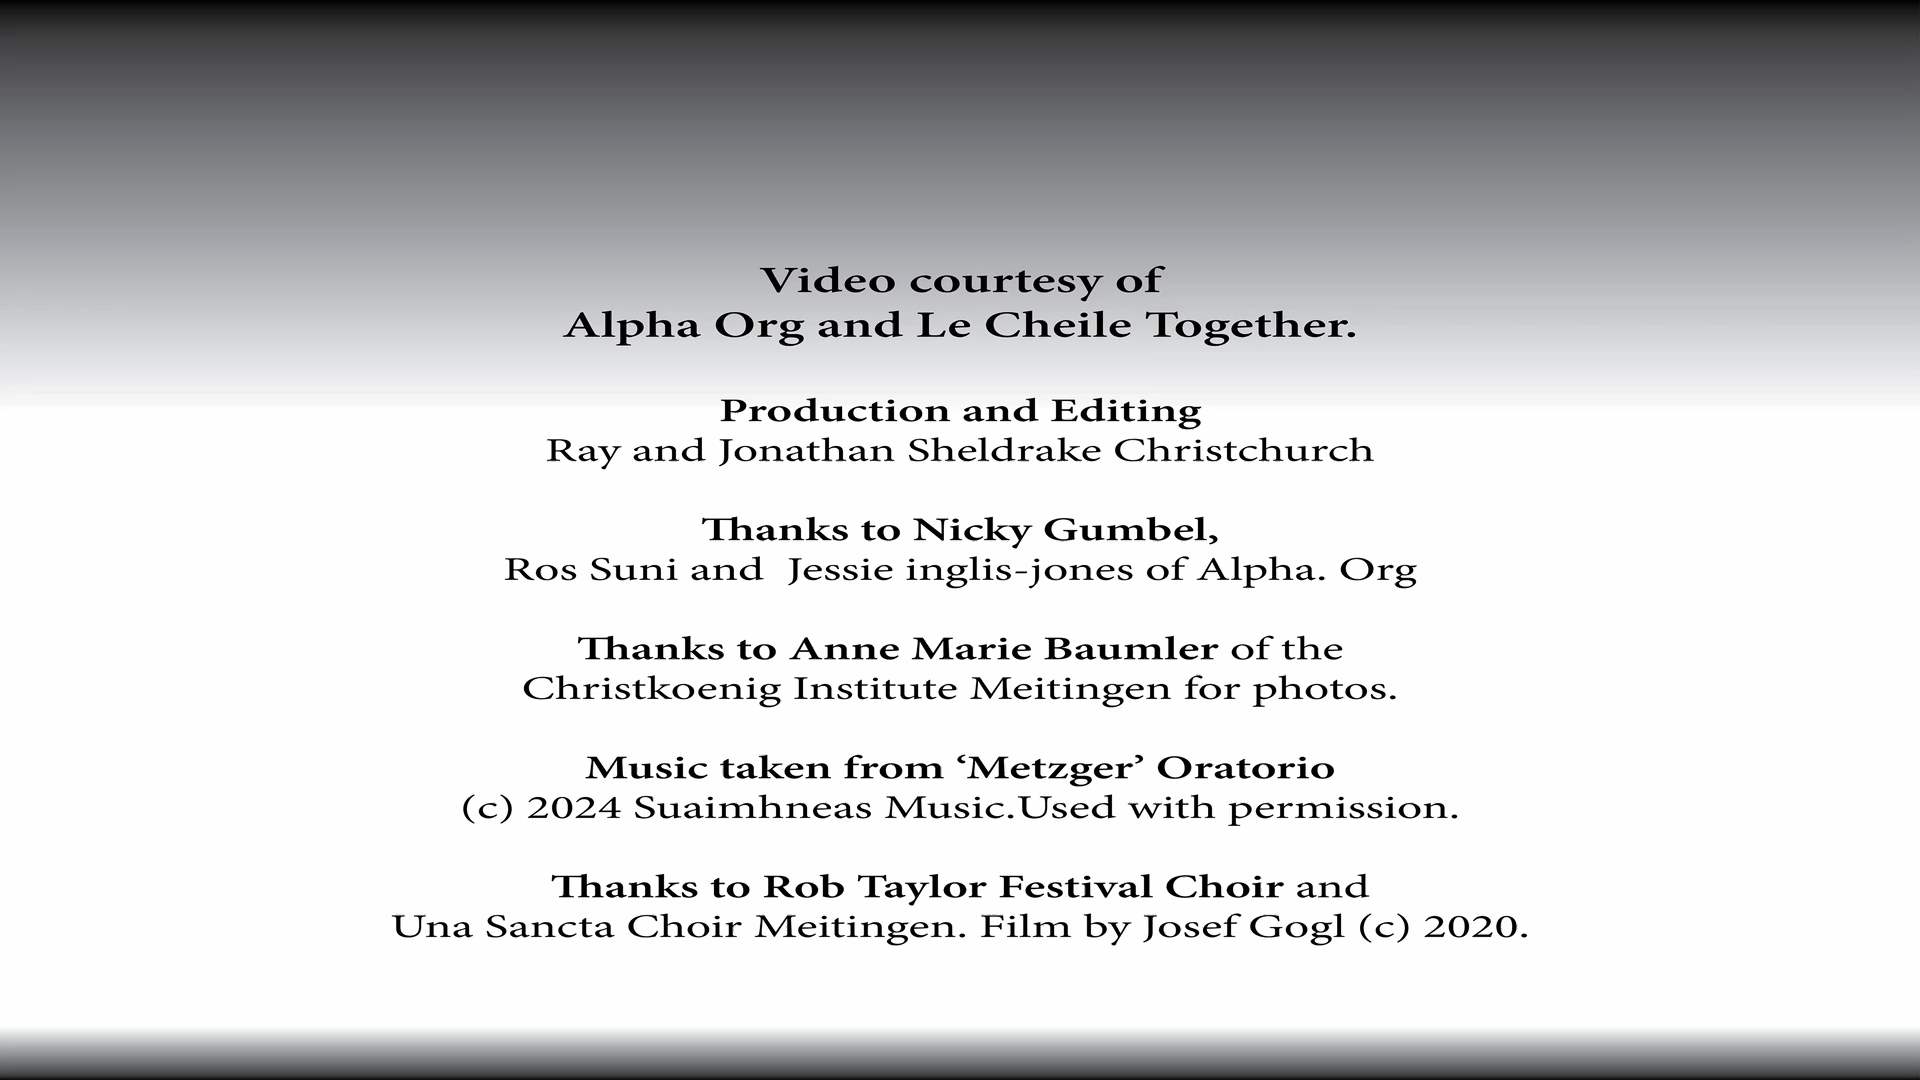 Video courtesy of
Alpha Org and Le Cheile Together.
Production and Editing
Ray and Jonathan Sheldrake Christchurch
Thanks to Nicky Gumbel,
Ros Suni and  Jessie inglis-jones of Alpha. Org
Thanks to Anne Marie Baumler of the
Christkoenig Institute Meitingen for photos.
Music taken from ‘Metzger’ Oratorio
(c) 2024 Suaimhneas Music.Used with permission.
Thanks to Rob Taylor Festival Choir and
Una Sancta Choir Meitingen. Film by Josef Gogl (c) 2020.